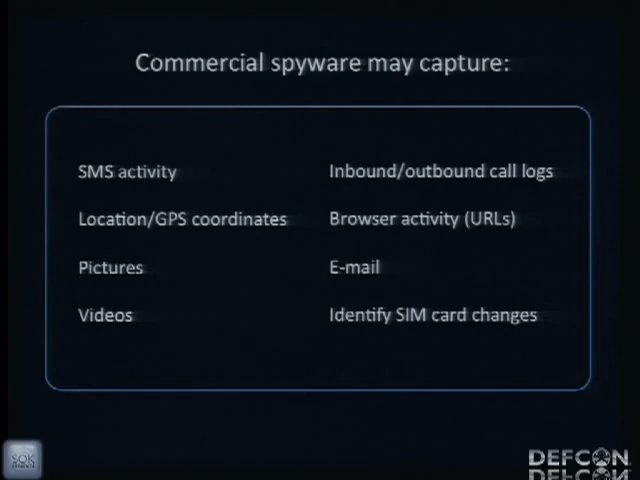 Commercial spyware may capture:
SMS activity
Location/GPS coordinates
Pictures
Videos
Inbound/outbound call logs
Browser activity (URLs)
E-mail
Identify SIM card changes
SOK
DEFCON